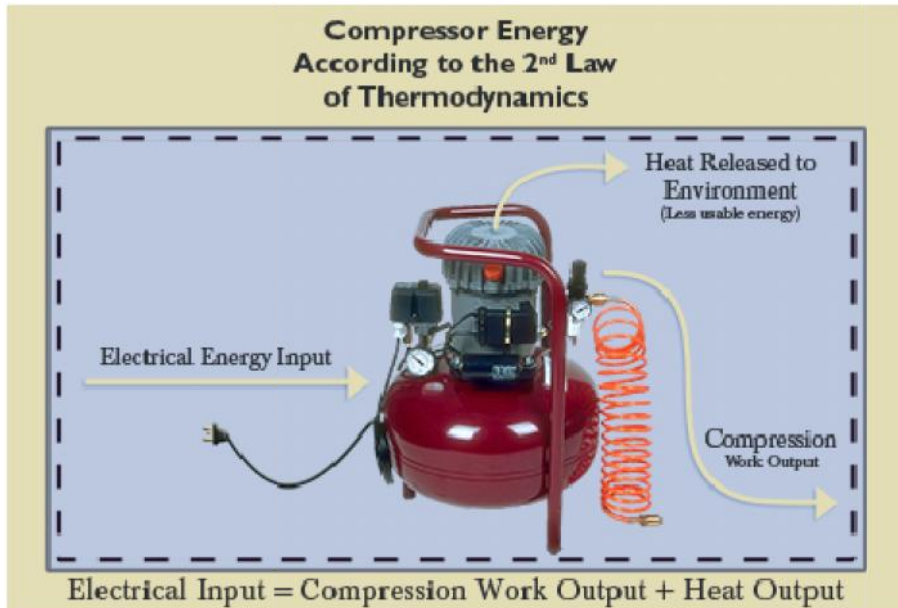 Compressor Energy
According to the 2nd Law
of Thermodynamics
Heat Released to
Environment
(Less usable energy)
Electrical Energy Input
Compression
Work Output
Electrical Input = Compression Work Output + Heat Output